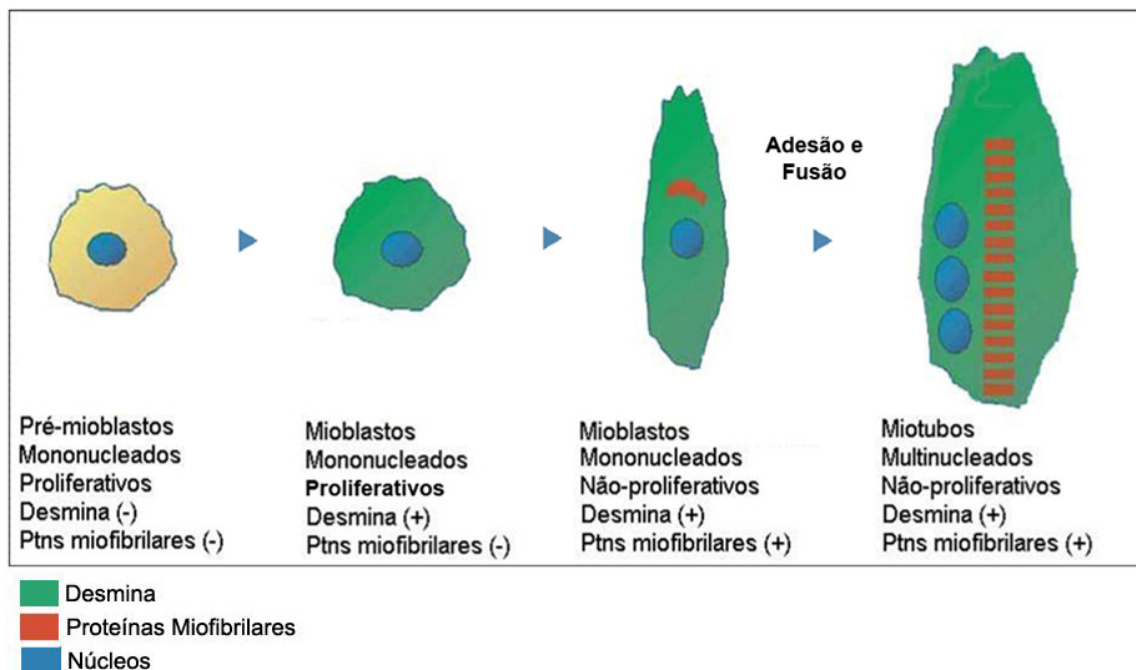 Adesão e
Fusão
Pré-mioblastos
Mononucleados
Proliferativos
Desmina (-)
Ptns miofibrilares (-)
Mioblastos
Mononucleados
Proliferativos
Desmina (+)
Ptns miofibrilares (-)
Mioblastos
Mononucleados
Não-proliferativos
Desmina (+)
Ptns miofibrilares (+)
Miotubos
Multinucleados
Não-proliferativos
Desmina (+)
Ptns miofibrilares (+)
Desmina
Proteínas Miofibrilares
Núcleos